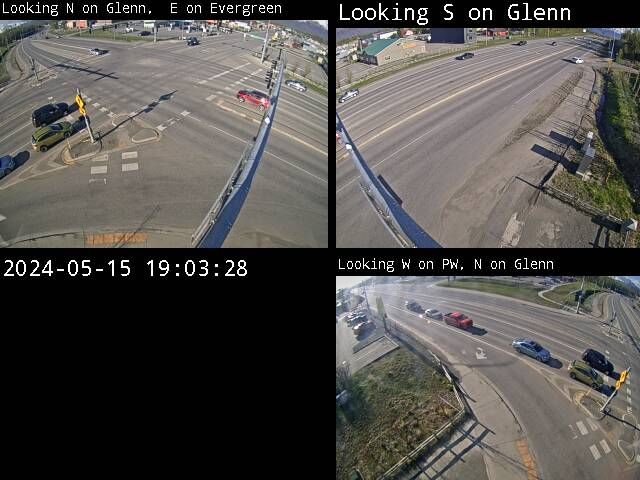 Looking N on Glenn,  E on Evergreen
Looking S on Glenn
2024-05-15 19:03:28
Looking W on PW, N on Glenn